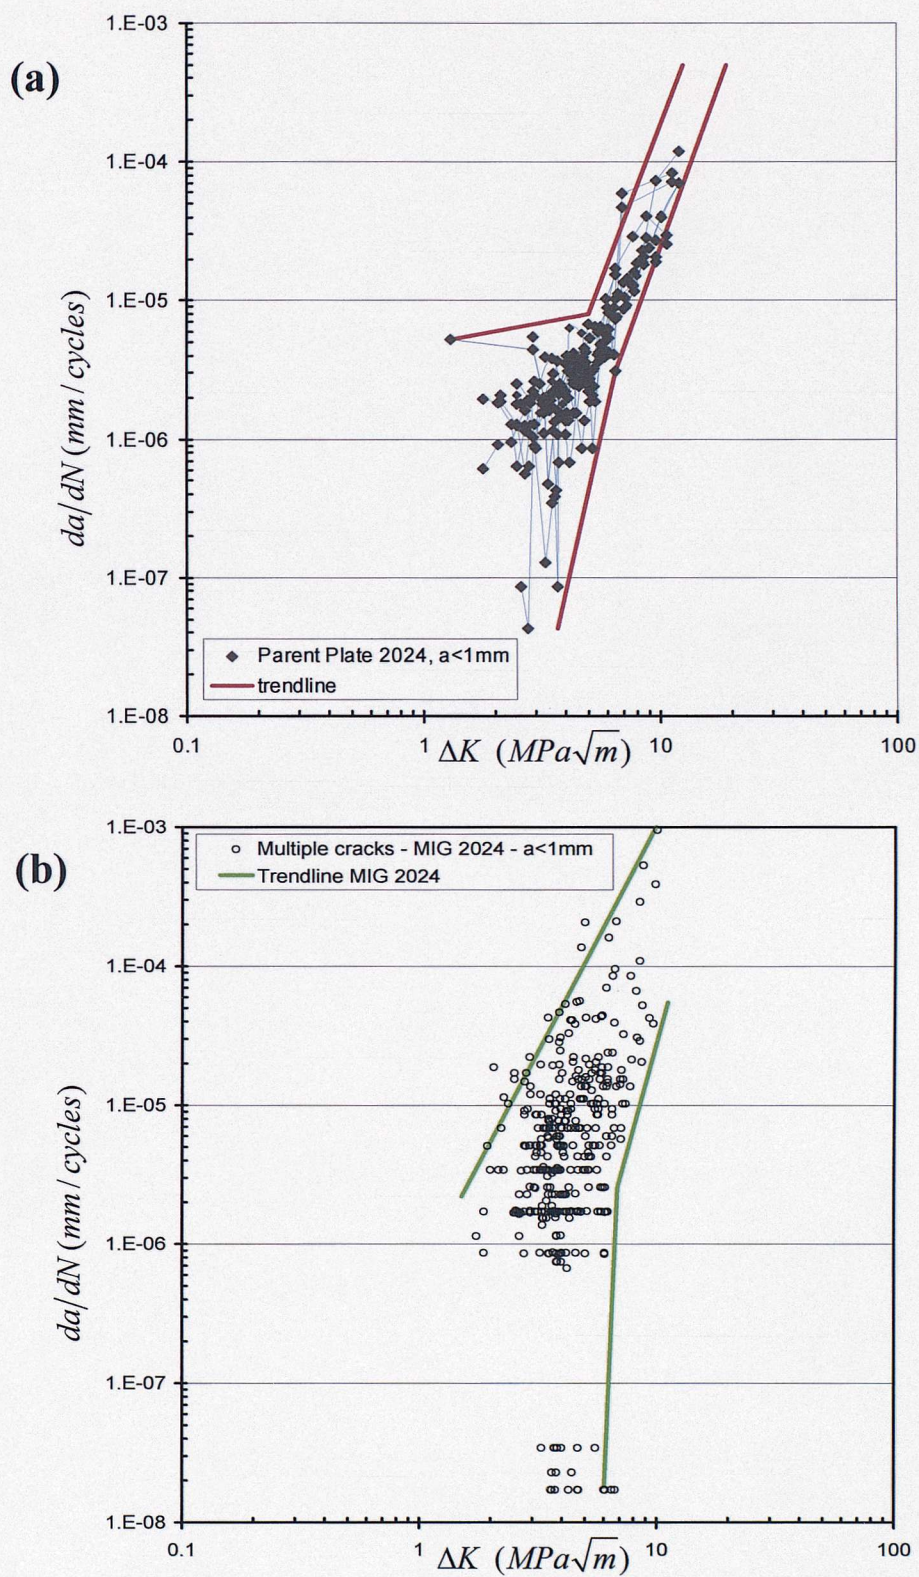 (a)
1.E-03
1.E-04
1.E-05
1.E-06
1.E-07
1.E-08
da/dN (mm/cycles)
Parent Plate 2024, a<1mm
trendline
0.1
1
10
100
ΔK (MPa√m)
(b)
1.E-03
1.E-04
1.E-05
1.E-06
1.E-07
1.E-08
da/dN (mm/cycles)
Multiple cracks - MIG 2024 - a<1mm
Trendline MIG 2024
0.1
1
10
100
ΔK (MPa√m)